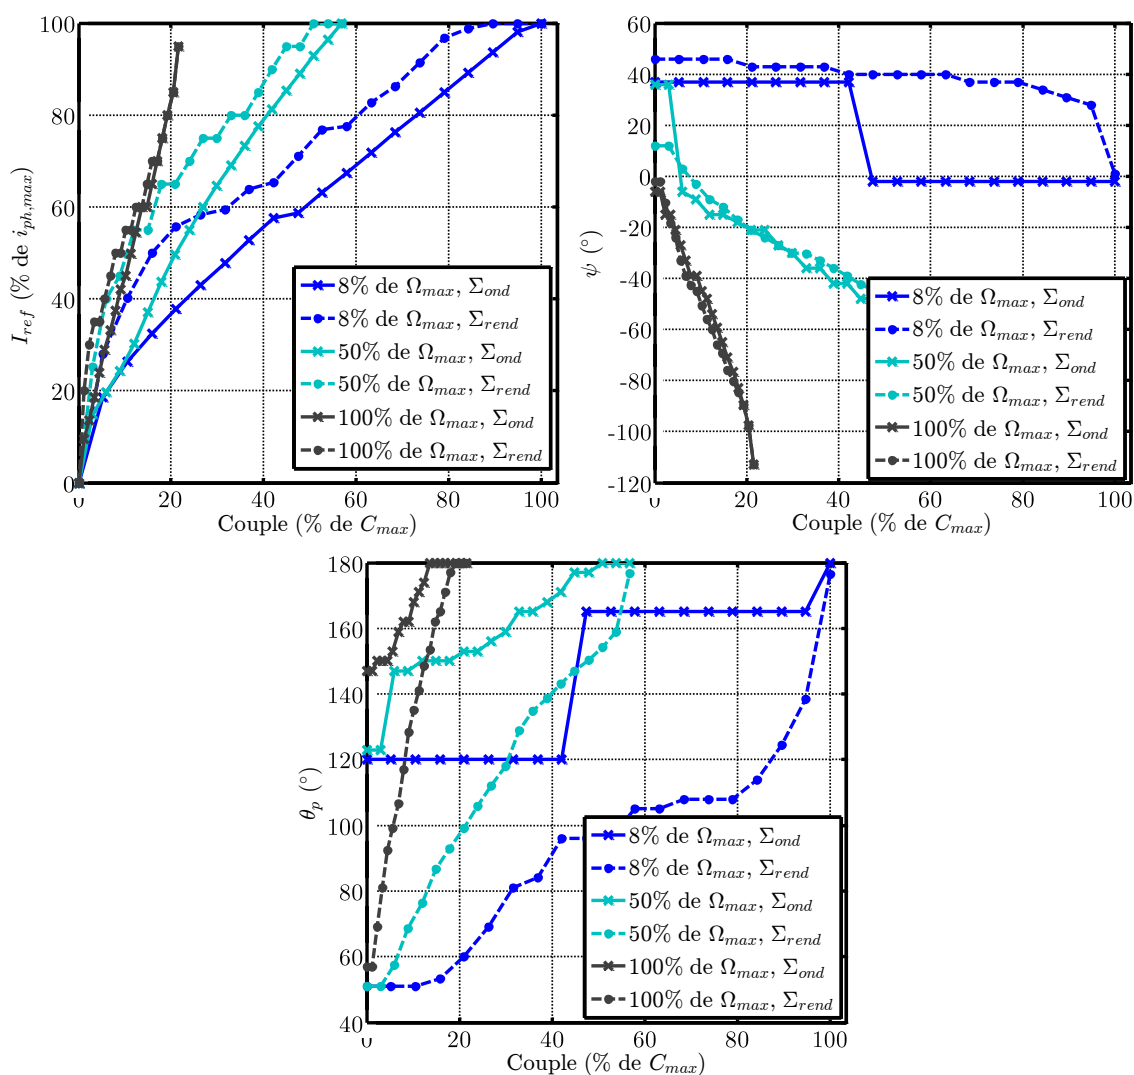 100
80
60
40
20
0
0
20
40
60
80
100
I_ref (% de i_ph,max)
Couple (% de C_max)
8% de Ω_max, Σ_ond
8% de Ω_max, Σ_rend
50% de Ω_max, Σ_ond
50% de Ω_max, Σ_rend
100% de Ω_max, Σ_ond
100% de Ω_max, Σ_rend
60
40
20
0
-20
-40
-60
-80
-100
-120
0
20
40
60
80
100
ψ (°)
Couple (% de C_max)
8% de Ω_max, Σ_ond
8% de Ω_max, Σ_rend
50% de Ω_max, Σ_ond
50% de Ω_max, Σ_rend
100% de Ω_max, Σ_ond
100% de Ω_max, Σ_rend
180
160
140
120
100
80
60
40
0
20
40
60
80
100
θ_p (°)
Couple (% de C_max)
8% de Ω_max, Σ_ond
8% de Ω_max, Σ_rend
50% de Ω_max, Σ_ond
50% de Ω_max, Σ_rend
100% de Ω_max, Σ_ond
100% de Ω_max, Σ_rend